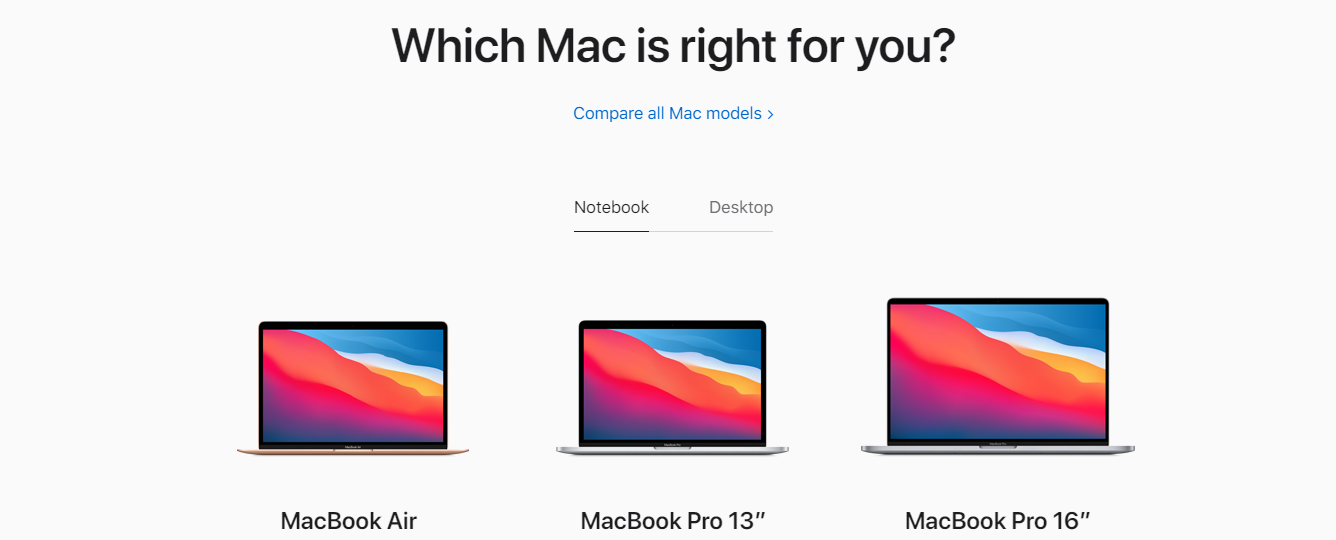 Which Mac is right for you?
Compare all Mac models >
Notebook Desktop
MacBook Air MacBook Pro 13″ MacBook Pro 16″